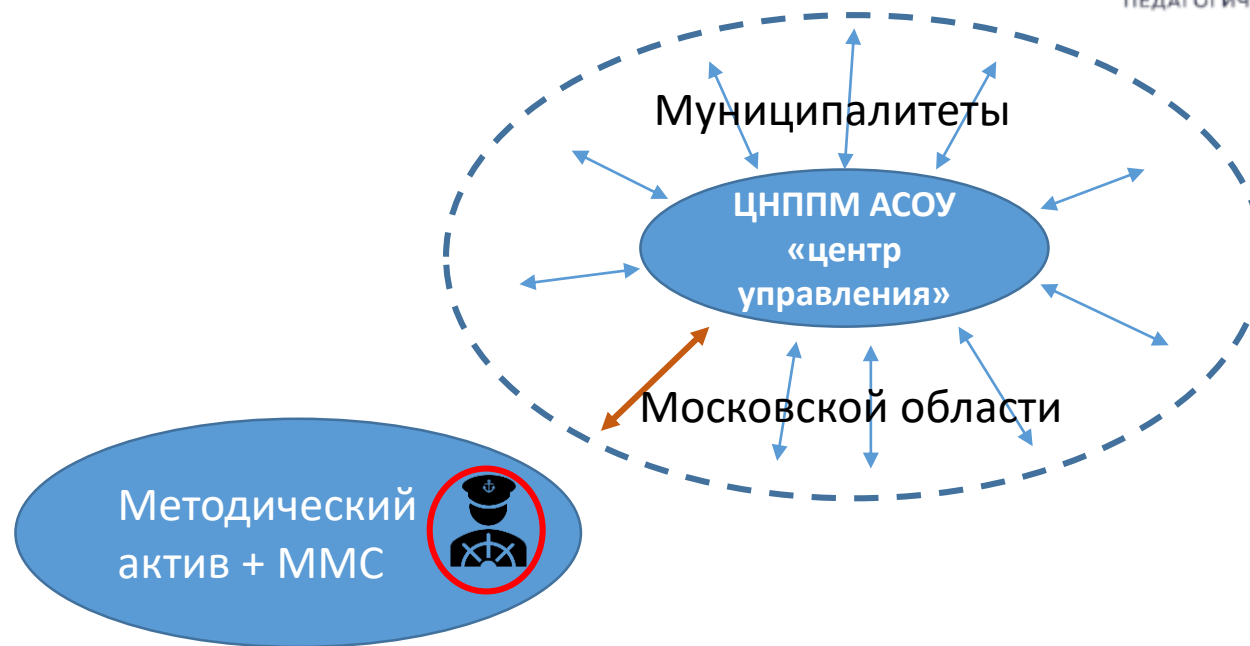 Муниципалитеты
ЦНППМ АСОУ
«центр
управления»
Московской области
Методический
актив + ММС